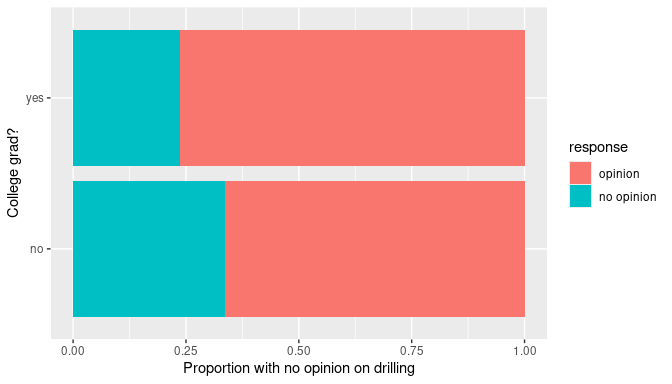 College grad?
yes
no
0.00 0.25 0.50 0.75 1.00
Proportion with no opinion on drilling
response
opinion
no opinion